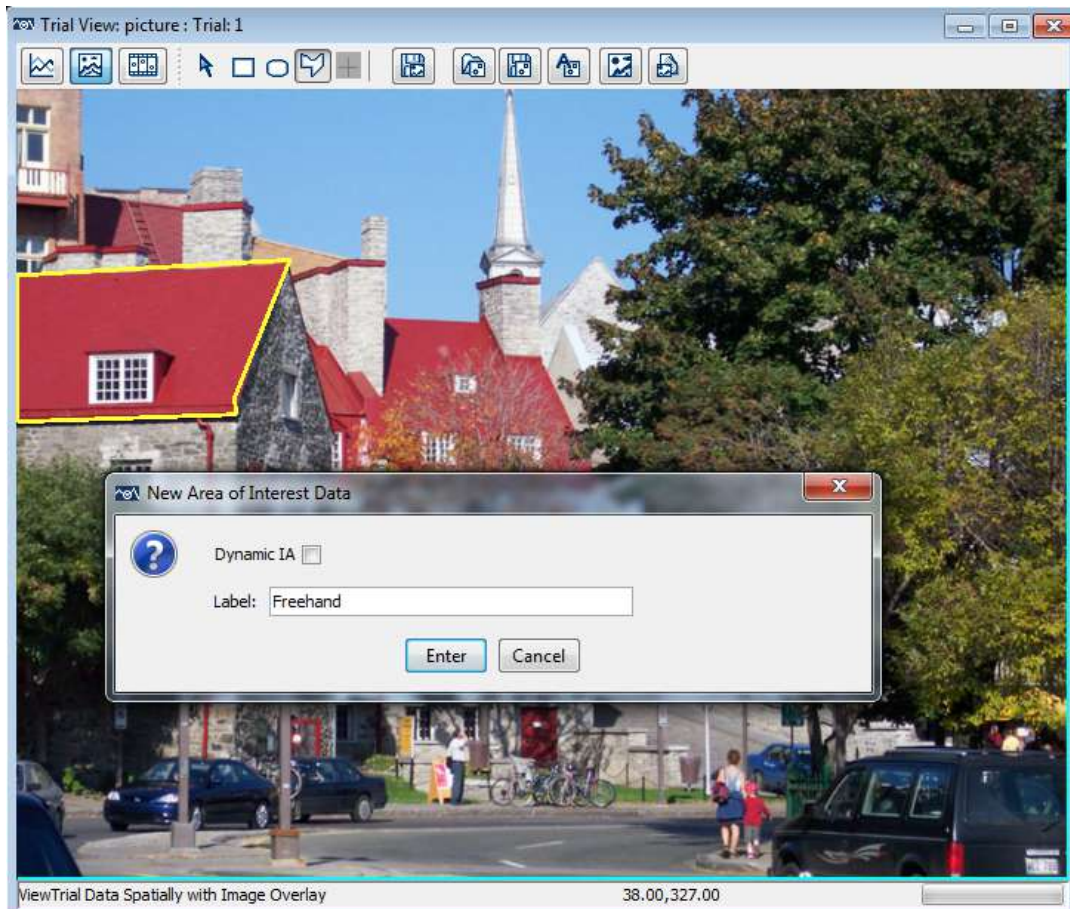 Trial View: picture : Trial: 1
New Area of Interest Data
Dynamic IA
Label: Freehand
Enter Cancel
ViewTrial Data Spatially with Image Overlay 38.00,327.00